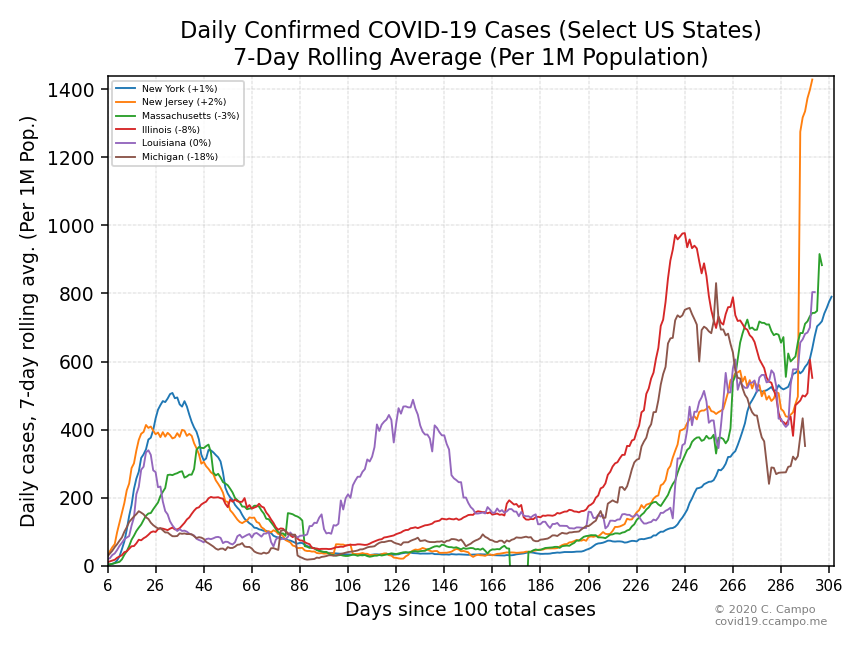 Daily Confirmed COVID-19 Cases (Select US States)
7-Day Rolling Average (Per 1M Population)
Daily cases, 7-day rolling avg. (Per 1M Pop.)
1400
1200
1000
800
600
400
200
0
New York (+1%)
New Jersey (+2%)
Massachusetts (-3%)
Illinois (-8%)
Louisiana (0%)
Michigan (-18%)
6 26 46 66 86 106 126 146 166 186 206 226 246 266 286 306
Days since 100 total cases
© 2020 C. Campo
covid19.ccampo.me